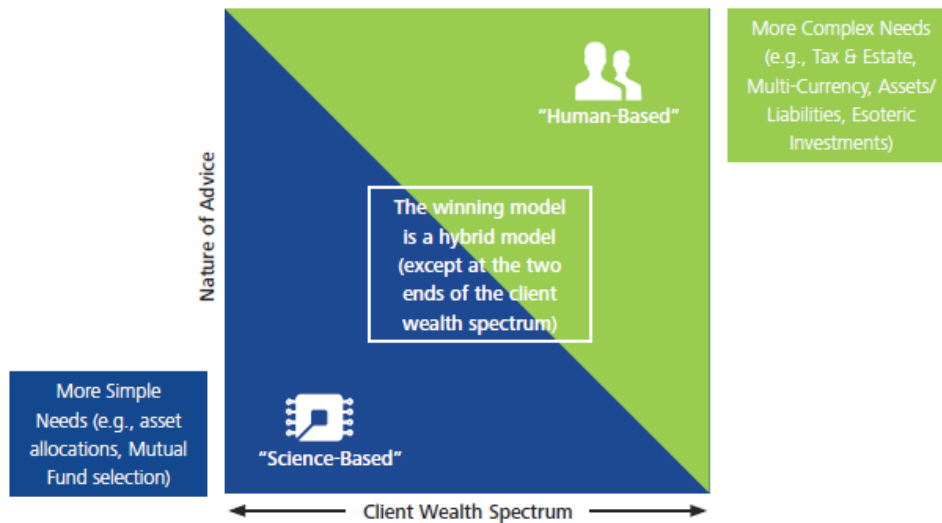 More Complex Needs
(e.g., Tax & Estate,
Multi-Currency, Assets/
Liabilities, Esoteric
Investments)
“Human-Based”
Nature of Advice
The winning model
is a hybrid model
(except at the two
ends of the client
wealth spectrum)
More Simple
Needs (e.g., asset
allocations, Mutual
Fund selection)
“Science-Based”
Client Wealth Spectrum